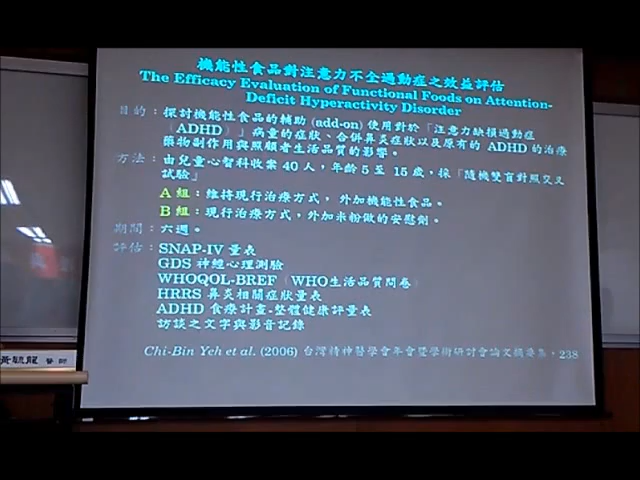 機能性食品對注意力不全過動症之效益評估
The Efficacy Evaluation of Functional Foods on Attention-
Deficit Hyperactivity Disorder
目的：探討機能性食品的輔助 (add-on) 使用對於「注意力缺損過動症
（ADHD）」病童的症狀、合併鼻炎症狀以及原有的 ADHD 的治療
藥物副作用與照顧者生活品質的影響。
方法：由兒童心智科收案 40 人，年齡 5 至 15 歲，採「隨機雙盲對照交叉
試驗」
A 組：維持現行治療方式，外加機能性食品。
B 組：現行治療方式，外加米粉做的安慰劑。
期間：六週。
評估：SNAP-IV 量表
GDS 神經心理測驗
WHOQOL-BREF（WHO生活品質問卷）
HRRS 鼻炎相關症狀量表
ADHD 食療計畫-整體健康評量表
訪談之文字與影音記錄
Chi-Bin Yeh et al. (2006) 台灣精神醫學會年會暨學術研討會論文摘要集，238
黃毓龍 醫師